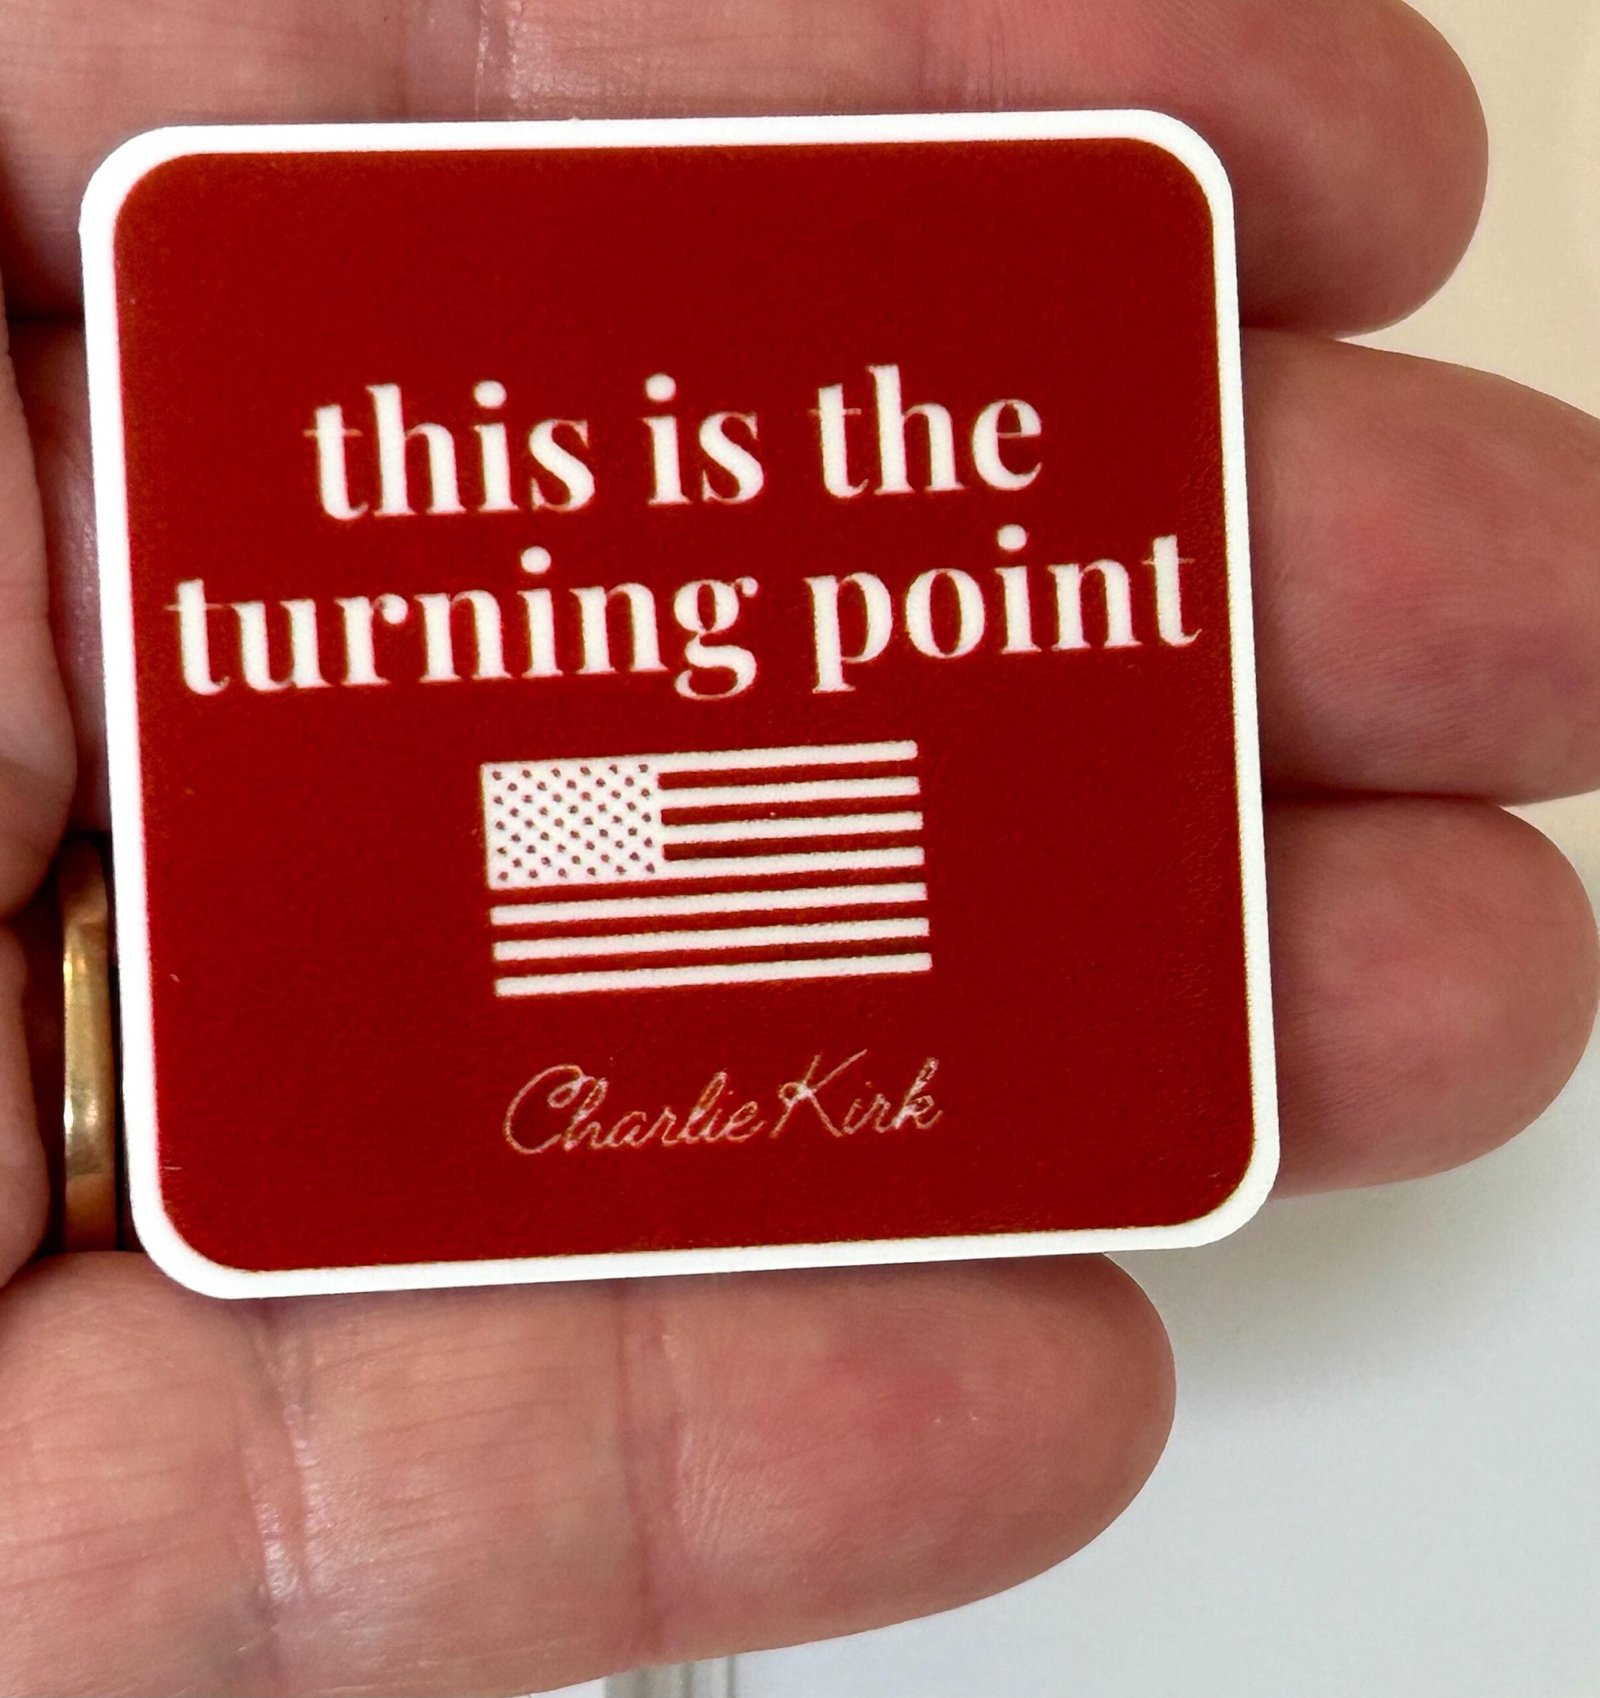 this is the
turning point
Charlie Kirk